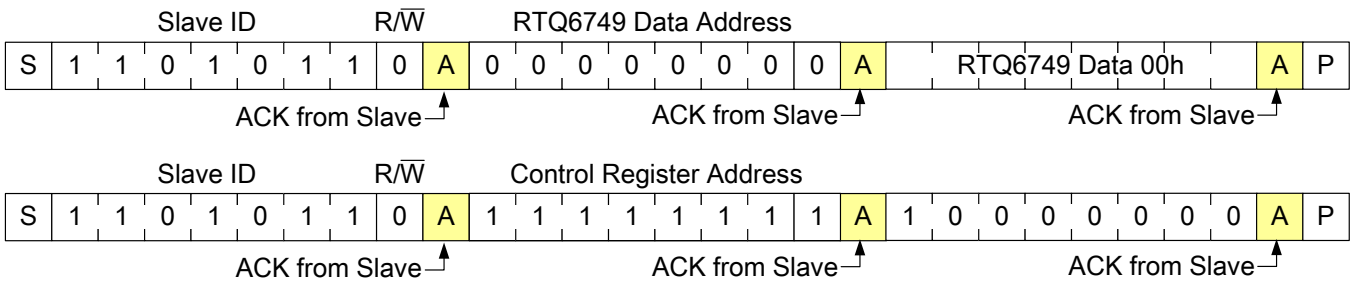 Slave ID R/W̅ RTQ6749 Data Address
S 1 1 0 1 0 1 1 0 A 0 0 0 0 0 0 0 0 A RTQ6749 Data 00h A P
ACK from Slave ACK from Slave ACK from Slave
Slave ID R/W̅ Control Register Address
S 1 1 0 1 0 1 1 0 A 1 1 1 1 1 1 1 1 A 1 0 0 0 0 0 0 0 A P
ACK from Slave ACK from Slave ACK from Slave